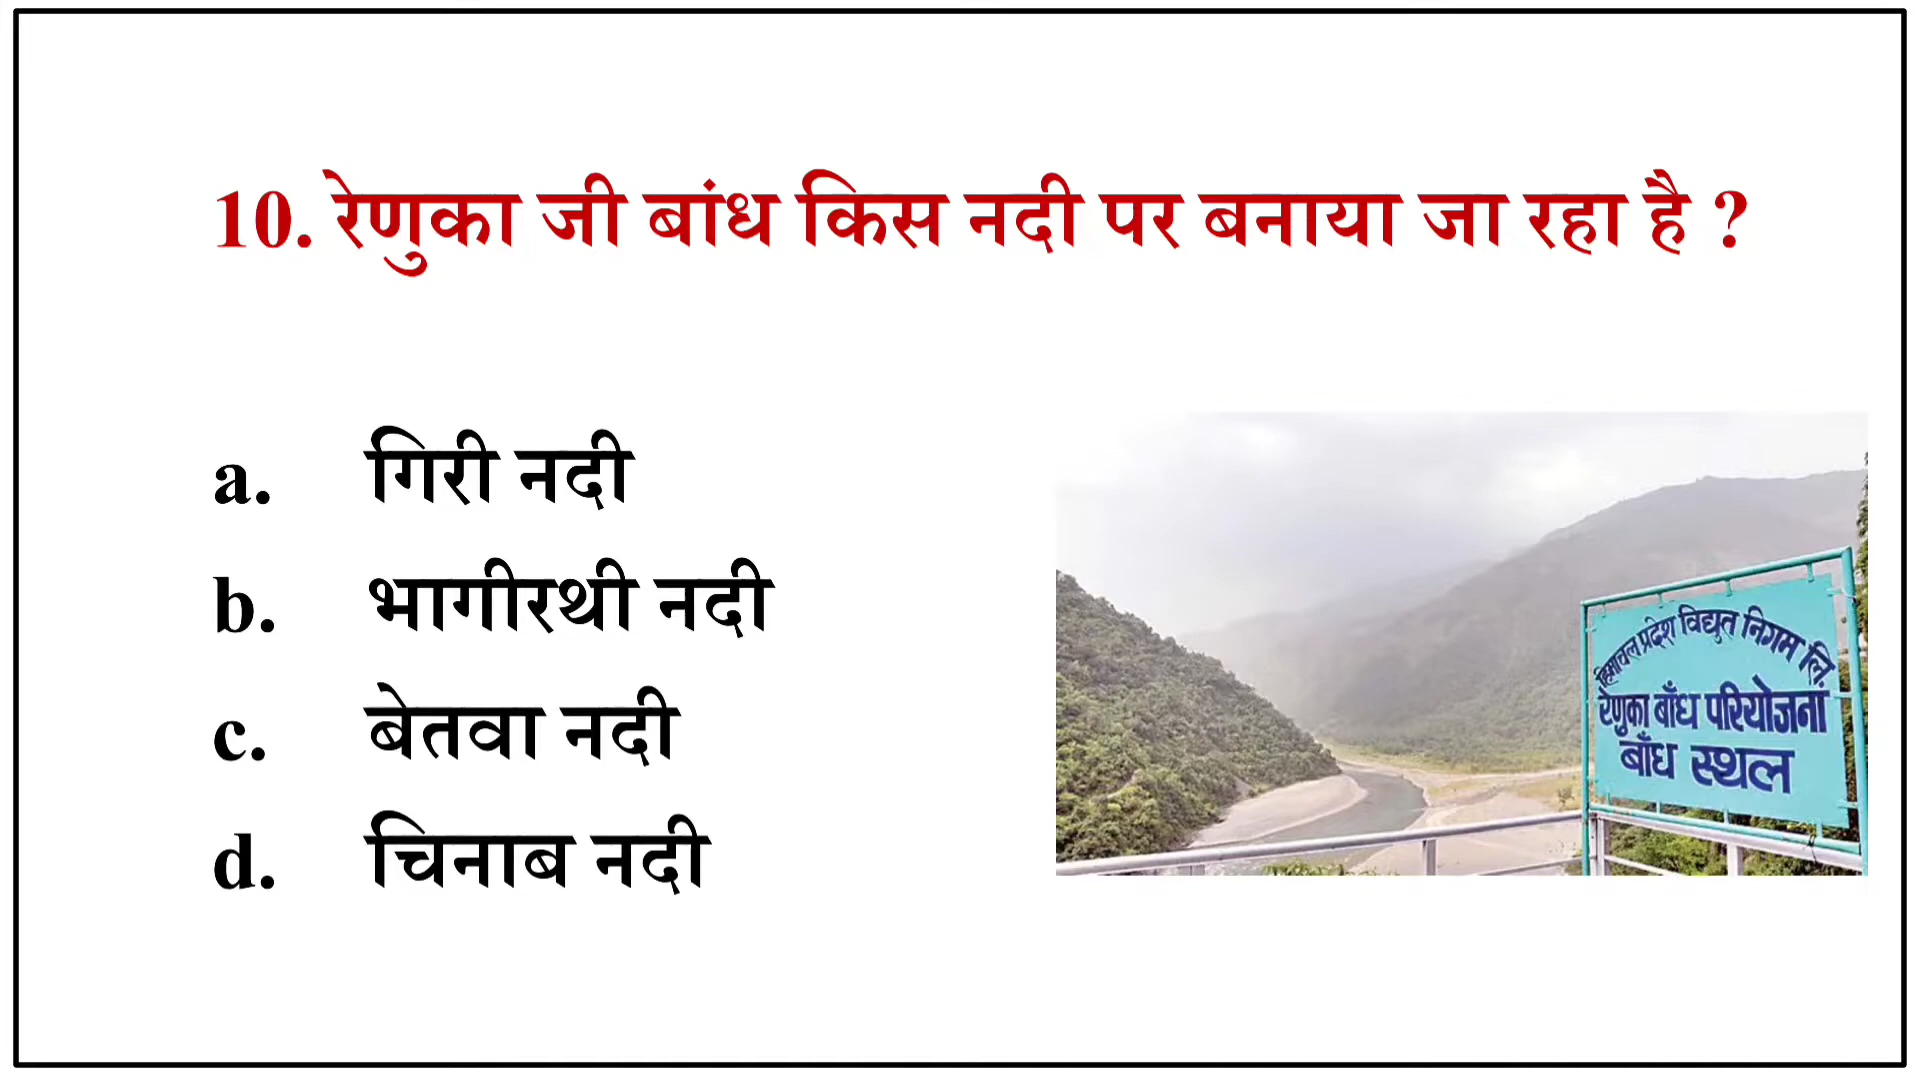 10. रेणुका जी बांध किस नदी पर बनाया जा रहा है ?
a. गिरी नदी
b. भागीरथी नदी
c. बेतवा नदी
d. चिनाब नदी
हिमाचल प्रदेश विद्युत निगम लि.
रेणुका बाँध परियोजना
बाँध स्थल